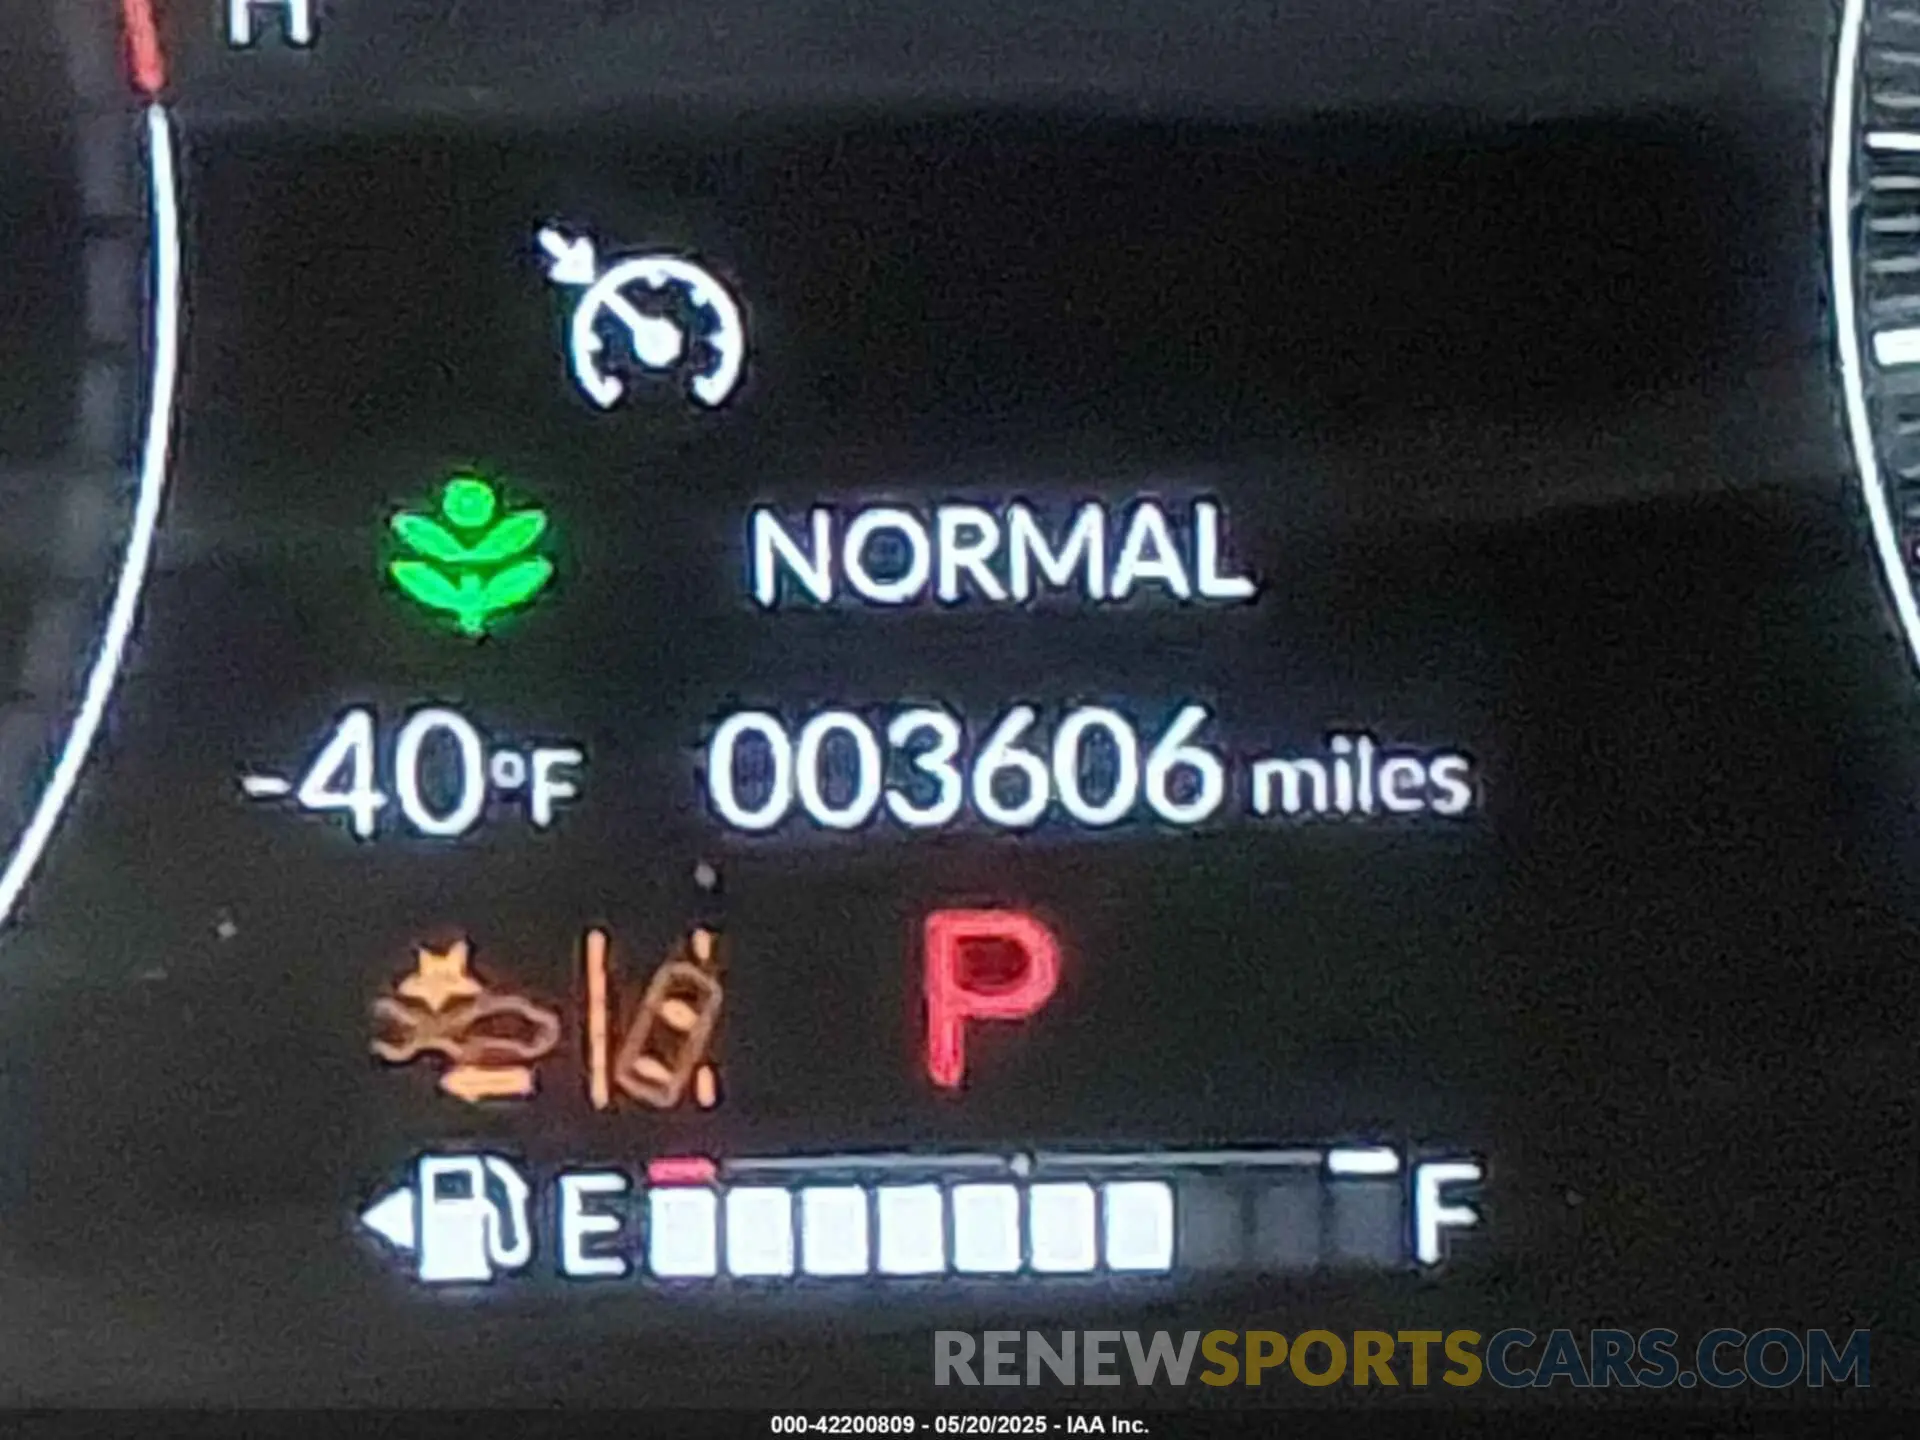 H
NORMAL
-40°F 003606 miles
P
E F
RENEWSPORTSCARS.COM
000-42200809 - 05/20/2025 - IAA Inc.